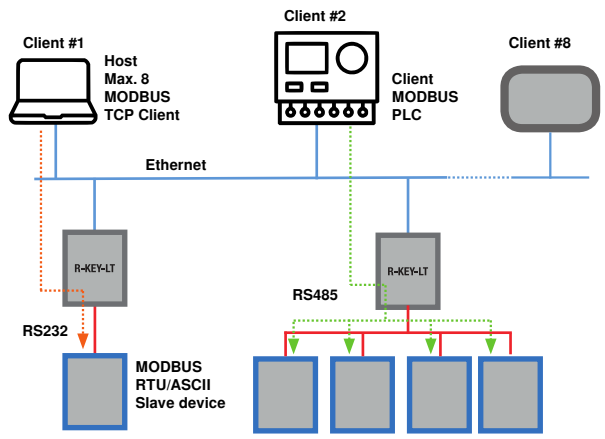 Client #1
Client #2
Client #8
Host
Max. 8
MODBUS
TCP Client
Client
MODBUS
PLC
Ethernet
R-KEY-LT
R-KEY-LT
RS485
RS232
MODBUS
RTU/ASCII
Slave device